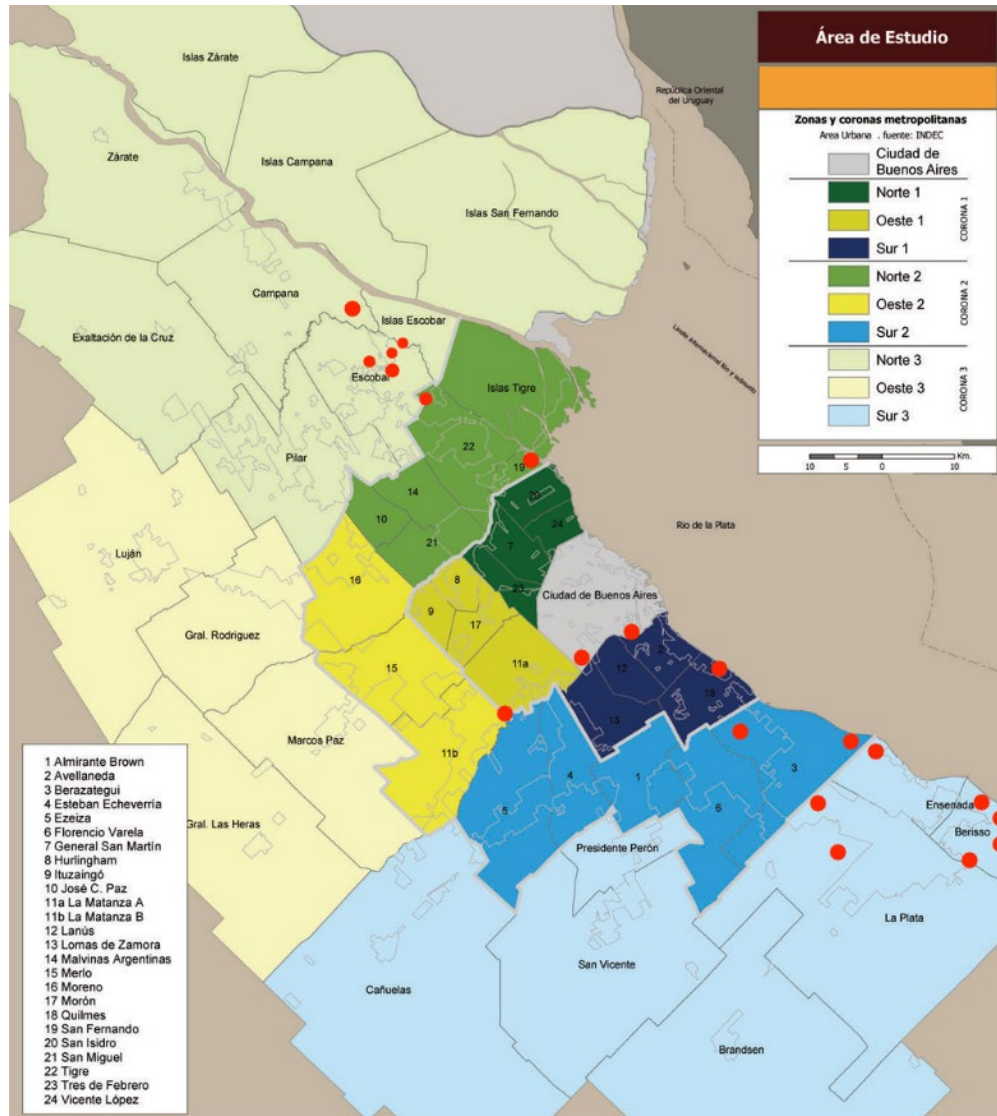 Área de Estudio
Zonas y coronas metropolitanas
Area Urbana . fuente: INDEC
Ciudad de
Buenos Aires
Norte 1
Oeste 1
Sur 1
CORONA 1
Norte 2
Oeste 2
Sur 2
CORONA 2
Norte 3
Oeste 3
Sur 3
CORONA 3
10 5 0 10 Km.
República Oriental
del Uruguay
Islas Zárate
Zárate
Islas Campana
Islas San Fernando
Campana
Islas Escobar
Exaltación de la Cruz
Escobar
Islas Tigre
Límite internacional lecho y subsuelo
22
19
Pilar
14
20
10
24
Rio de la Plata
21
7
Luján
16
8
23
Ciudad de Buenos Aires
9
17
Gral. Rodriguez
2
15
11a
12
18
13
Marcos Paz
11b
4
1
3
5
6
Gral. Las Heras
Presidente Perón
Ensenada
Berisso
La Plata
San Vicente
Cañuelas
Brandsen
1 Almirante Brown
2 Avellaneda
3 Berazategui
4 Esteban Echeverría
5 Ezeiza
6 Florencio Varela
7 General San Martín
8 Hurlingham
9 Ituzaingó
10 José C. Paz
11a La Matanza A
11b La Matanza B
12 Lanús
13 Lomas de Zamora
14 Malvinas Argentinas
15 Merlo
16 Moreno
17 Morón
18 Quilmes
19 San Fernando
20 San Isidro
21 San Miguel
22 Tigre
23 Tres de Febrero
24 Vicente López